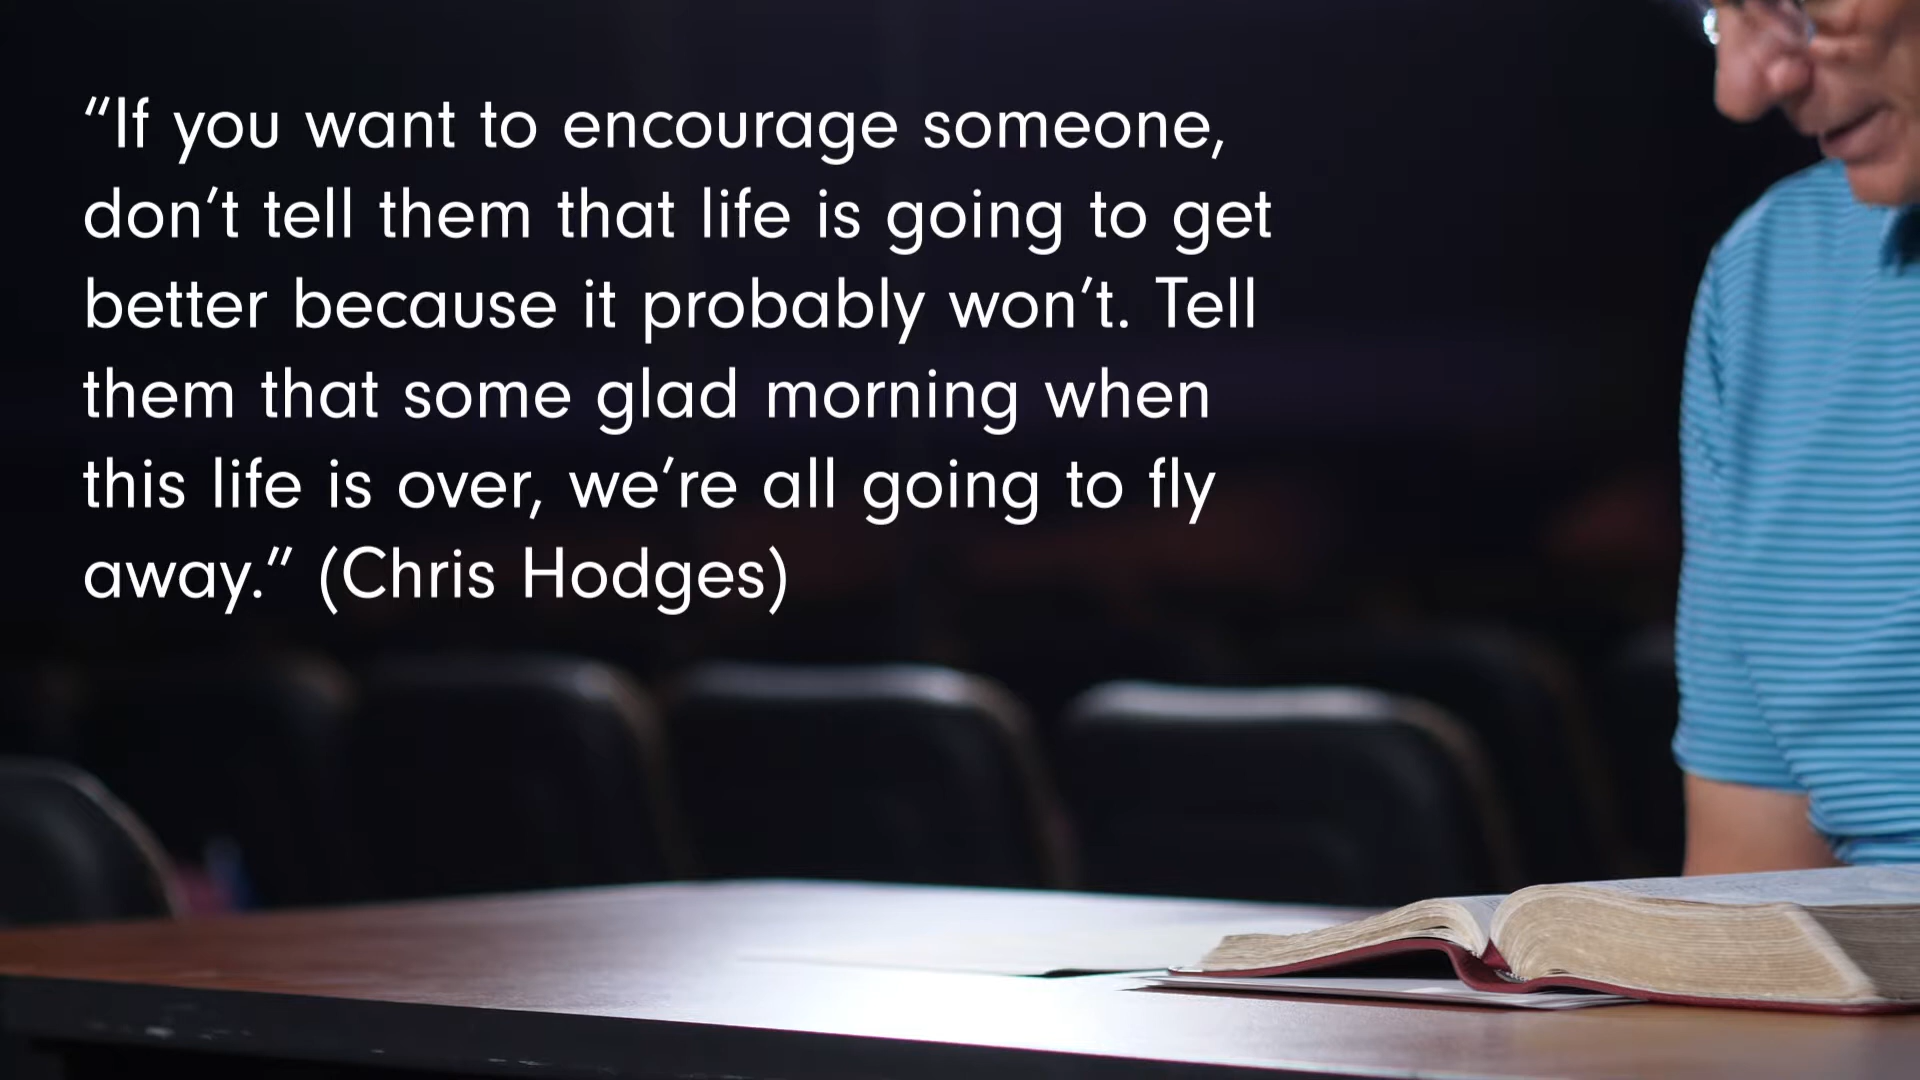 “If you want to encourage someone,
don’t tell them that life is going to get
better because it probably won’t. Tell
them that some glad morning when
this life is over, we’re all going to fly
away.” (Chris Hodges)